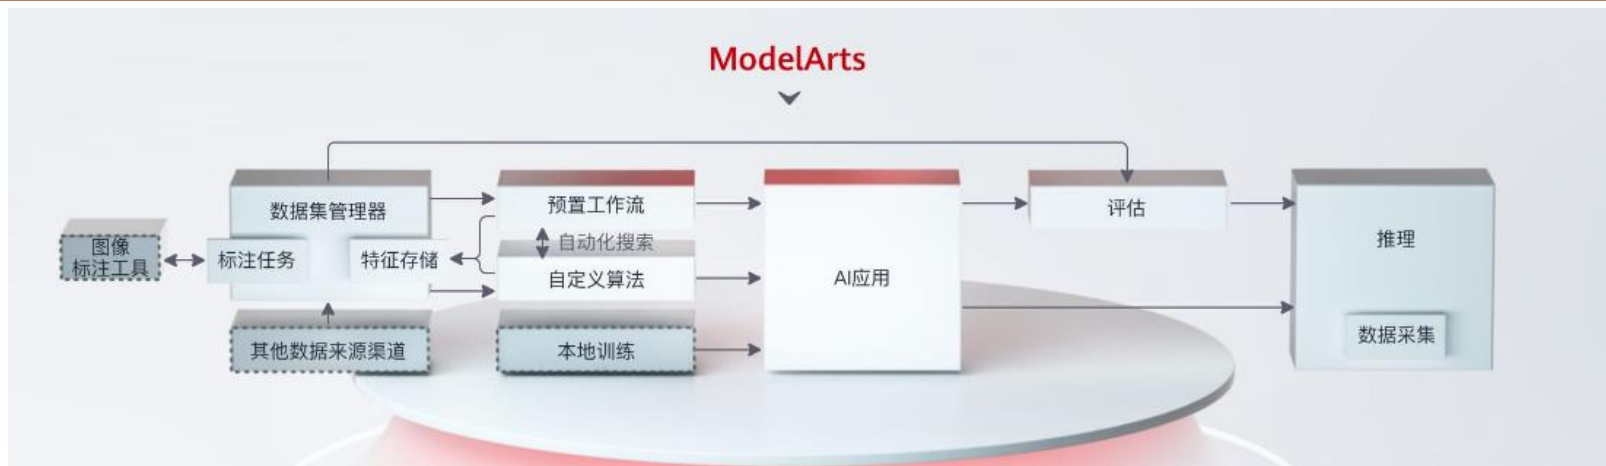 ModelArts
数据集管理器
预置工作流
评估
图像
标注工具
标注任务
特征存储
自动化搜索
自定义算法
AI应用
推理
其他数据来源渠道
本地训练
数据采集